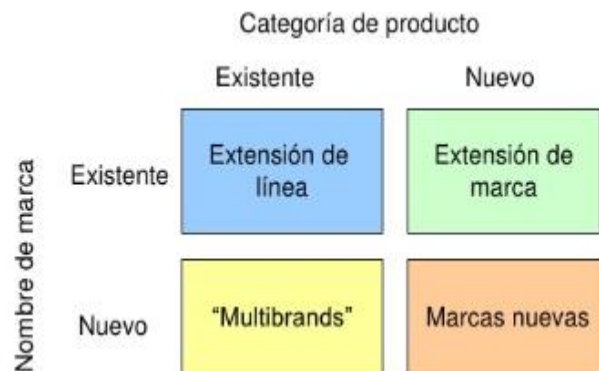 Categoría de producto
Existente
Nuevo
Nombre de marca
Existente
Extensión de
línea
Extensión de
marca
Nuevo
“Multibrands”
Marcas nuevas